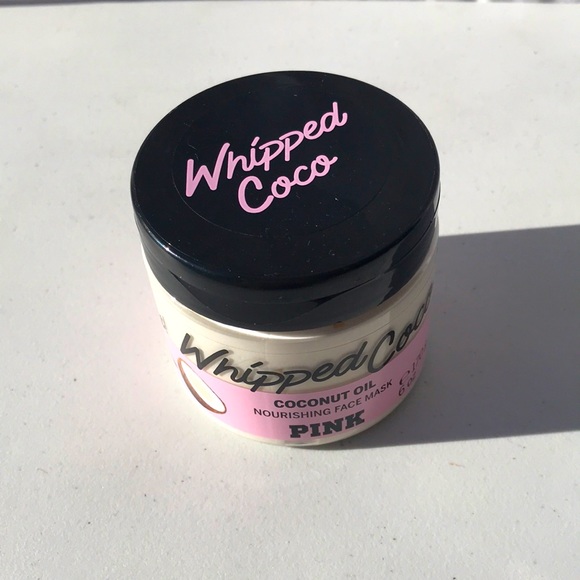 Whipped
Coco
Whipped Coco
COCONUT OIL
NOURISHING FACE MASK
PINK